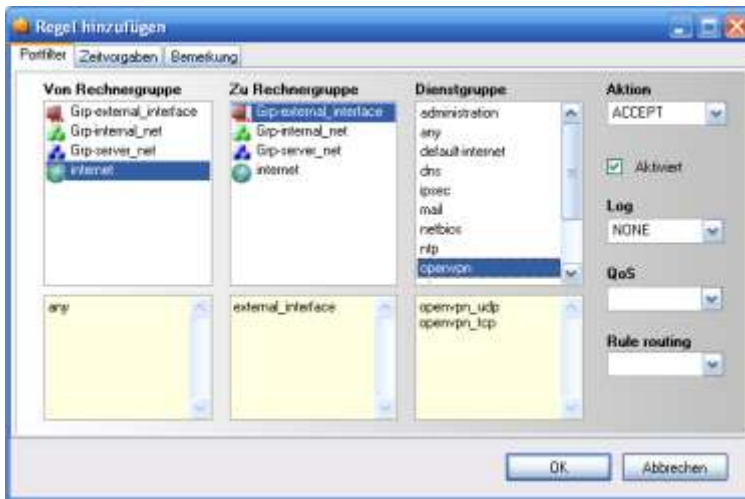 Regel hinzufügen
Portfilter Zeitvorgaben Bemerkung
Von Rechnergruppe
Grp-external_interface
Grp-internal_net
Grp-server_net
internet
any
Zu Rechnergruppe
Grp-external_interface
Grp-internal_net
Grp-server_net
internet
external_interface
Dienstgruppe
administration
any
default-internet
dns
ipsec
mail
netbios
ntp
openvpn
openvpn_udp
openvpn_tcp
Aktion
ACCEPT
Aktiviert
Log
NONE
QoS
Rule routing
OK
Abbrechen